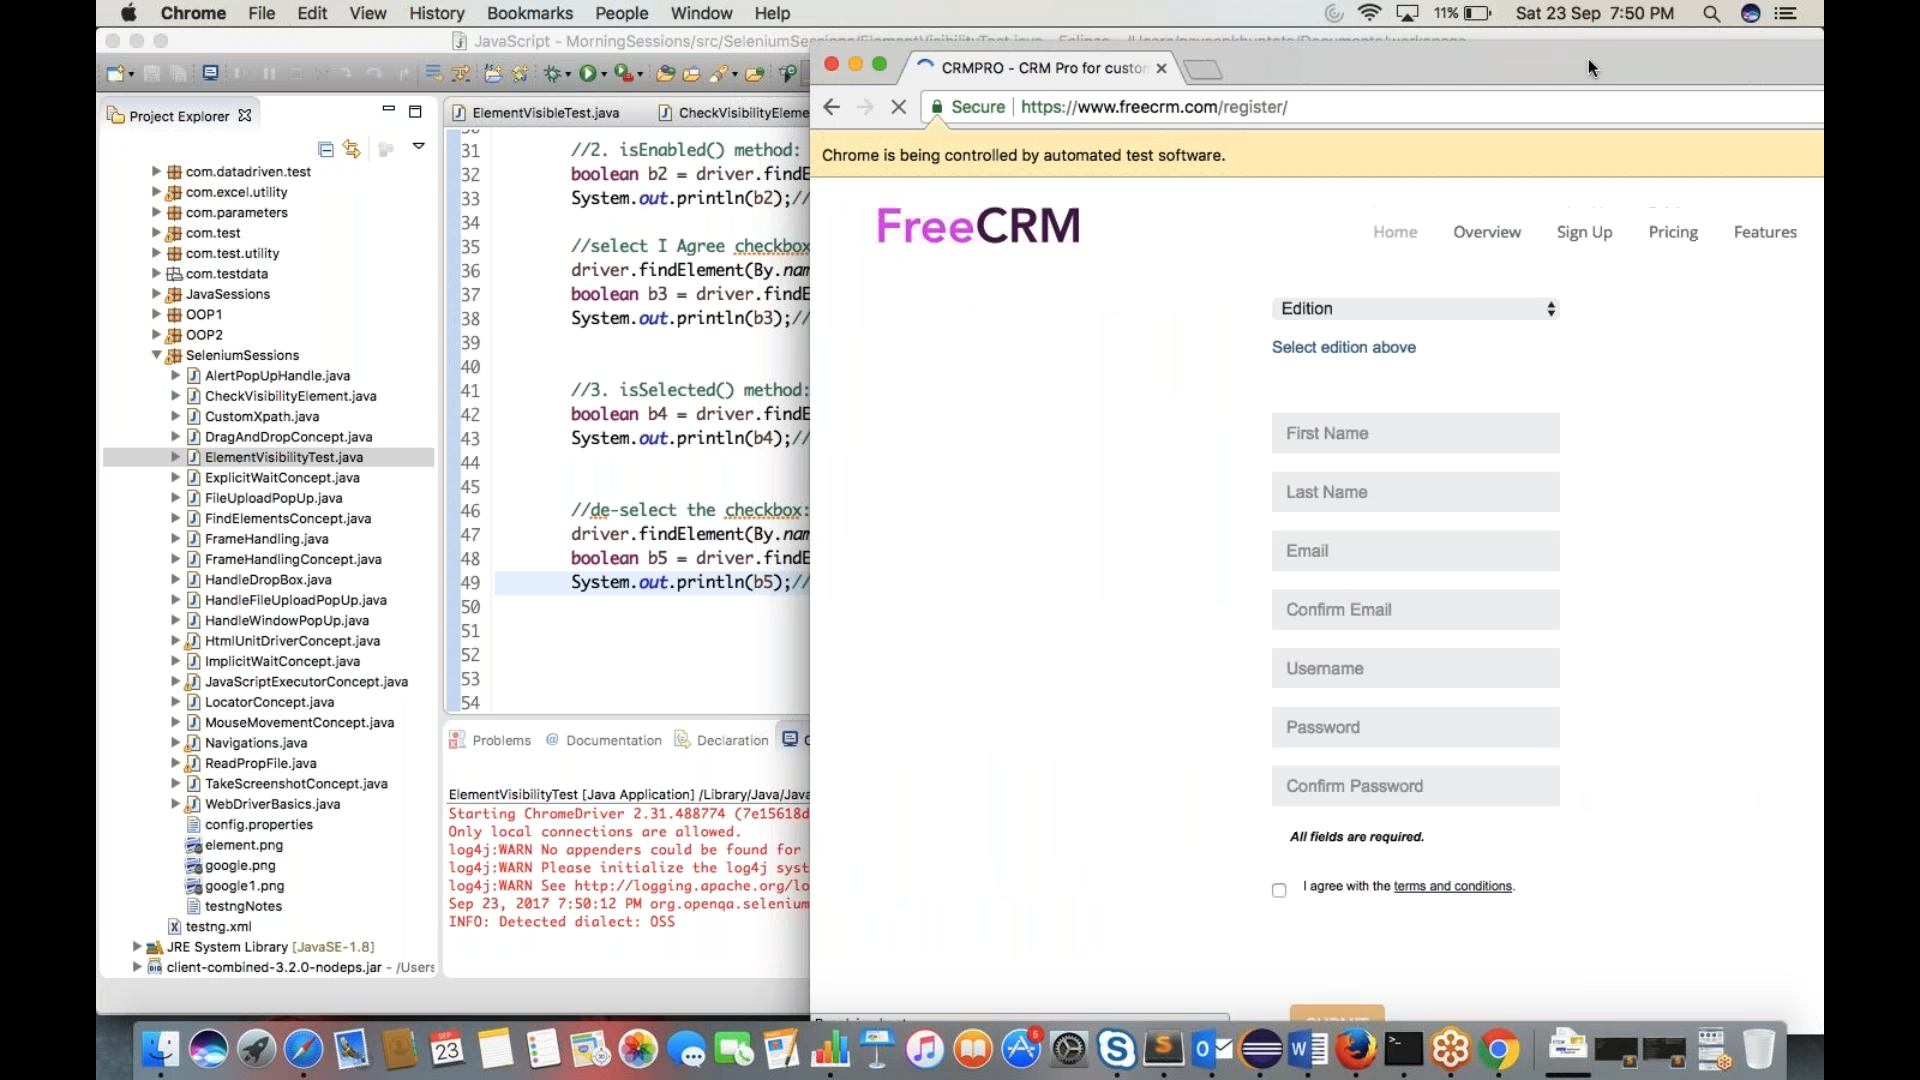 Chrome File Edit View History Bookmarks People Window Help 11% Sat 23 Sep 7:50 PM
JavaScript - MorningSessions/src/SeleniumSessions/ElementVisibilityTest.java - Eclipse
Project Explorer
com.datadriven.test
com.excel.utility
com.parameters
com.test
com.test.utility
com.testdata
JavaSessions
OOP1
OOP2
SeleniumSessions
AlertPopUpHandle.java
CheckVisibilityElement.java
CustomXpath.java
DragAndDropConcept.java
ElementVisibilityTest.java
ExplicitWaitConcept.java
FileUploadPopUp.java
FindElementsConcept.java
FrameHandling.java
FrameHandlingConcept.java
HandleDropBox.java
HandleFileUploadPopUp.java
HandleWindowPopUp.java
HtmlUnitDriverConcept.java
ImplicitWaitConcept.java
JavaScriptExecutorConcept.java
LocatorConcept.java
MouseMovementConcept.java
Navigations.java
ReadPropFile.java
TakeScreenshotConcept.java
WebDriverBasics.java
config.properties
element.png
google.png
google1.png
testngNotes
testng.xml
JRE System Library [JavaSE-1.8]
client-combined-3.2.0-nodeps.jar - /Users
ElementVisibleTest.java CheckVisibilityEleme
31 //2. isEnabled() method:
32 boolean b2 = driver.findE
33 System.out.println(b2);//
34
35 //select I Agree checkbox
36 driver.findElement(By.nam
37 boolean b3 = driver.findE
38 System.out.println(b3);//
39
40
41 //3. isSelected() method:
42 boolean b4 = driver.findE
43 System.out.println(b4);//
44
45
46 //de-select the checkbox:
47 driver.findElement(By.nam
48 boolean b5 = driver.findE
49 System.out.println(b5);//
50
51
52
53
54
Problems @ Documentation Declaration C
ElementVisibilityTest [Java Application] /Library/Java/Java
Starting ChromeDriver 2.31.488774 (7e15618d
Only local connections are allowed.
log4j:WARN No appenders could be found for
log4j:WARN Please initialize the log4j syst
log4j:WARN See http://logging.apache.org/lo
Sep 23, 2017 7:50:12 PM org.openqa.selenium
INFO: Detected dialect: OSS
CRMPRO - CRM Pro for custom
Secure https://www.freecrm.com/register/
Chrome is being controlled by automated test software.
FreeCRM
Home Overview Sign Up Pricing Features
Edition
Select edition above
First Name
Last Name
Email
Confirm Email
Username
Password
Confirm Password
All fields are required.
I agree with the terms and conditions.
SEP
23
5